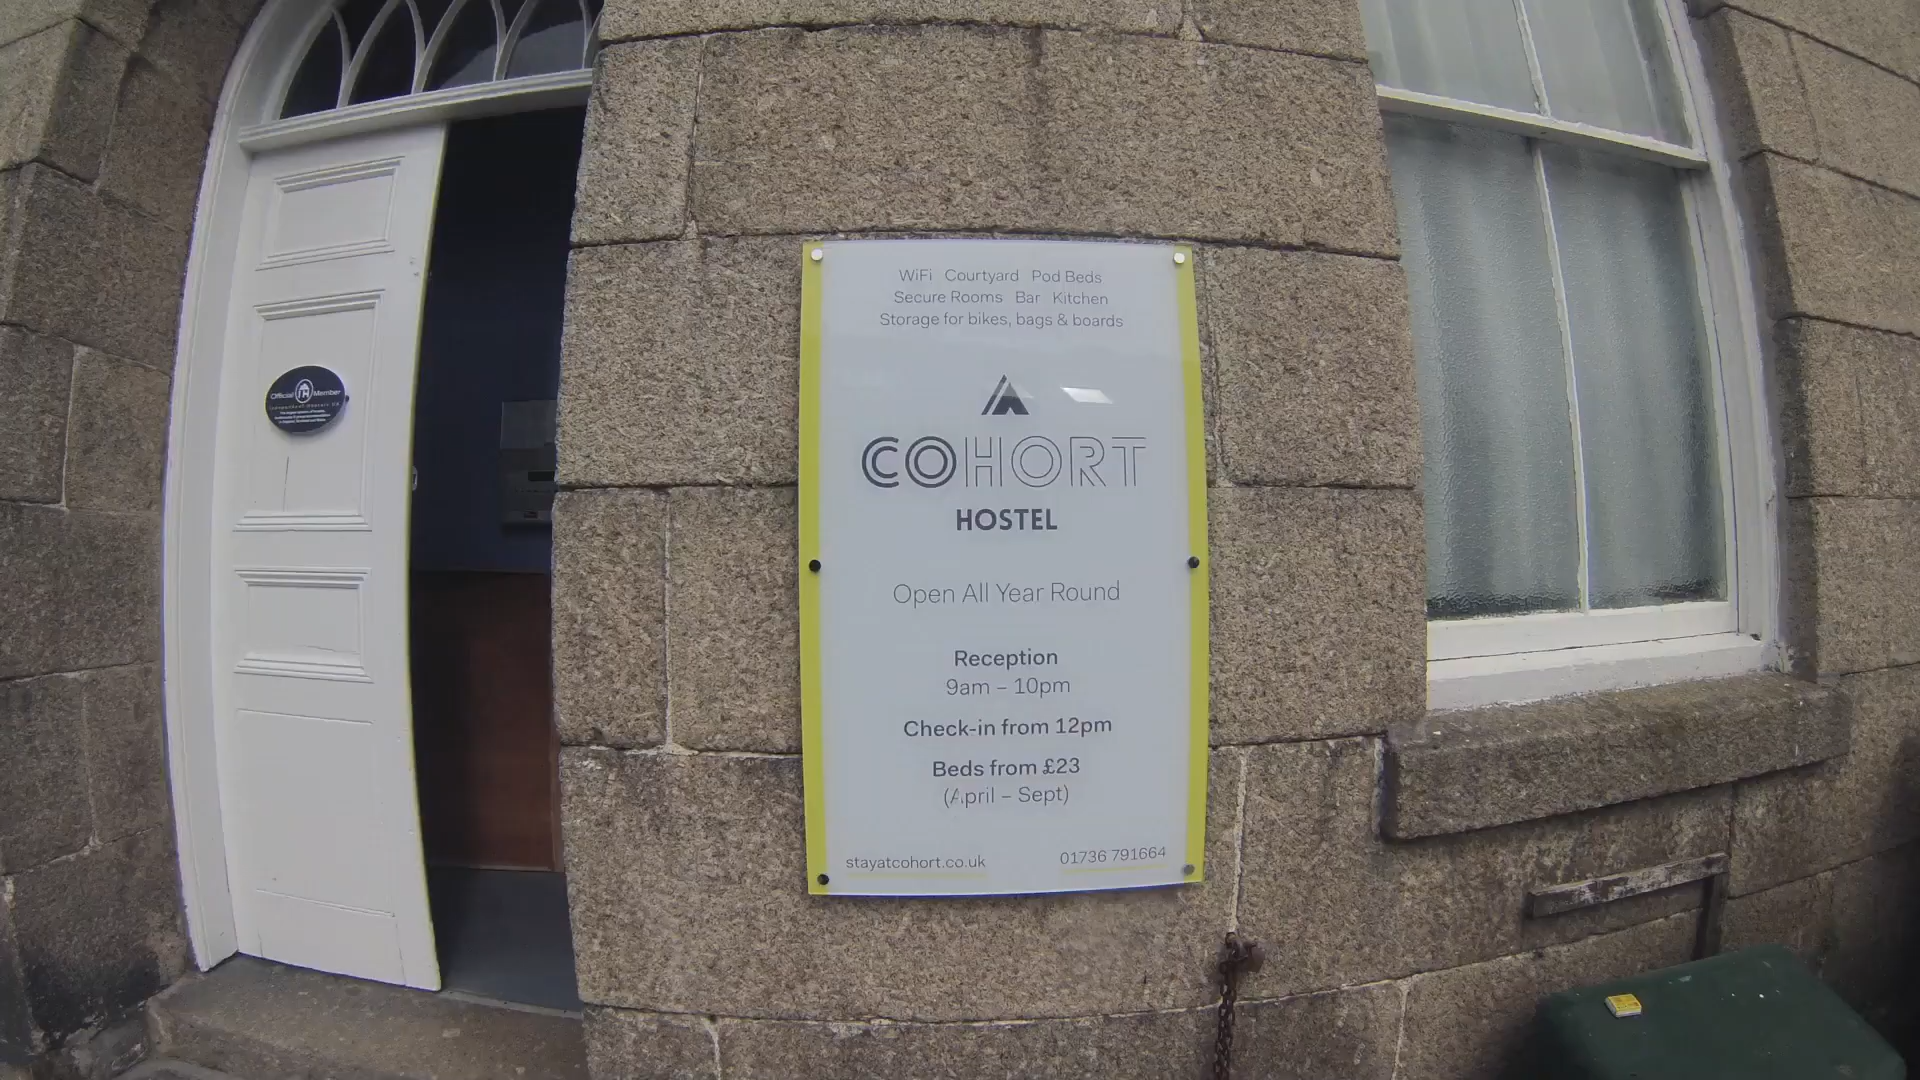 WiFi Courtyard Pod Beds
Secure Rooms Bar Kitchen
Storage for bikes, bags & boards
COHORT
HOSTEL
Open All Year Round
Reception
9am – 10pm
Check-in from 12pm
Beds from £23
(April – Sept)
stayatcohort.co.uk 01736 791664
Official IH Member